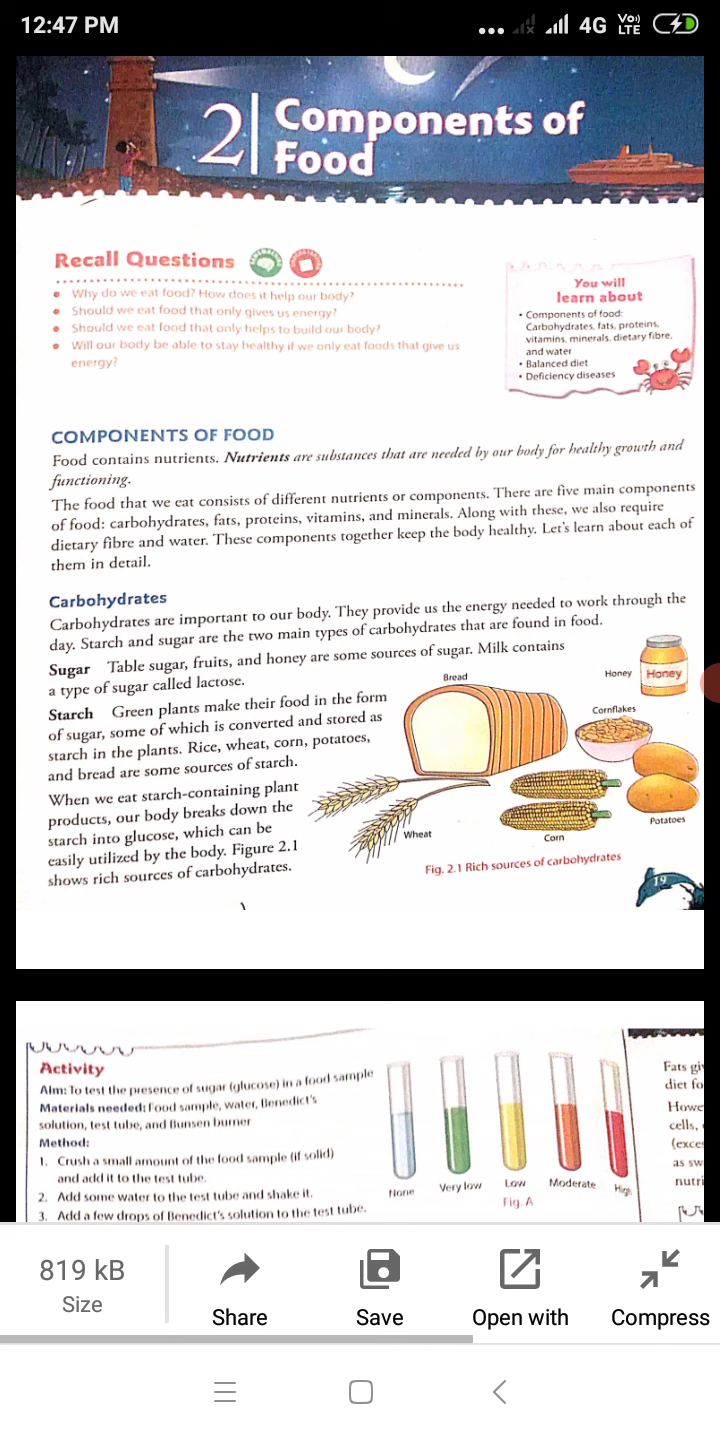 12:47 PM
4G Vo)) LTE
2 Components of
Food
Recall Questions
• Why do we eat food? How does it help our body?
• Should we eat food that only gives us energy?
• Should we eat food that only helps to build our body?
• Will our body be able to stay healthy if we only eat foods that give us
energy?
You will
learn about
• Components of food:
Carbohydrates, fats, proteins,
vitamins, minerals, dietary fibre,
and water
• Balanced diet
• Deficiency diseases
COMPONENTS OF FOOD
Food contains nutrients. Nutrients are substances that are needed by our body for healthy growth and
functioning.
The food that we eat consists of different nutrients or components. There are five main components
of food: carbohydrates, fats, proteins, vitamins, and minerals. Along with these, we also require
dietary fibre and water. These components together keep the body healthy. Let's learn about each of
them in detail.
Carbohydrates
Carbohydrates are important to our body. They provide us the energy needed to work through the
day. Starch and sugar are the two main types of carbohydrates that are found in food.
Sugar Table sugar, fruits, and honey are some sources of sugar. Milk contains
a type of sugar called lactose.
Starch Green plants make their food in the form
of sugar, some of which is converted and stored as
starch in the plants. Rice, wheat, corn, potatoes,
and bread are some sources of starch.
When we eat starch-containing plant
products, our body breaks down the
starch into glucose, which can be
easily utilized by the body. Figure 2.1
shows rich sources of carbohydrates.
Bread
Honey
Honey
Cornflakes
Wheat
Corn
Potatoes
Fig. 2.1 Rich sources of carbohydrates
19
Activity
Aim: To test the presence of sugar (glucose) in a food sample
Materials needed: Food sample, water, Benedict's
solution, test tube, and Bunsen burner
Method:
1. Crush a small amount of the food sample (if solid)
and add it to the test tube.
2. Add some water to the test tube and shake it.
3. Add a few drops of Benedict's solution to the test tube.
None
Very low
Low
Moderate
High
Fig. A
Fats gi
diet fo
Howe
cells,
(exce
as sw
nutri
819 kB
Size
Share
Save
Open with
Compress